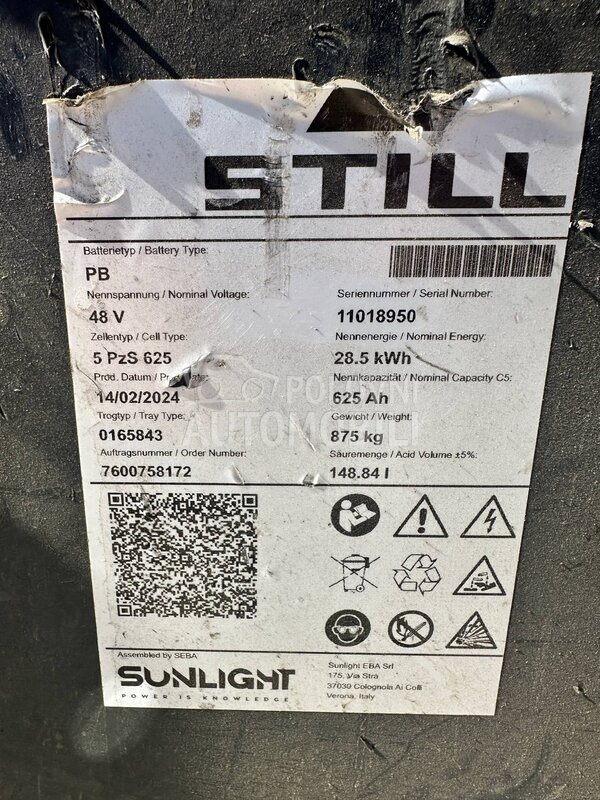 STILL
Batterietyp / Battery Type:
PB
Nennspannung / Nominal Voltage:
48 V
Seriennummer / Serial Number:
11018950
Zellentyp / Cell Type:
5 PzS 625
Nennenergie / Nominal Energy:
28.5 kWh
Prod. Datum /
14/02/2024
Nennkapazität / Nominal Capacity C5:
625 Ah
Trogtyp / Tray Type:
0165843
Gewicht / Weight:
875 kg
Auftragsnummer / Order Number:
7600758172
Säuremenge / Acid Volume ±5%:
148.84 l
POLOVNI
AUTOMOBILI
Assembled by SEBA
SUNLIGHT
POWER IS KNOWLEDGE
Sunlight EBA Srl
175, Via Strà
37030 Colognola Ai Colli
Verona, Italy